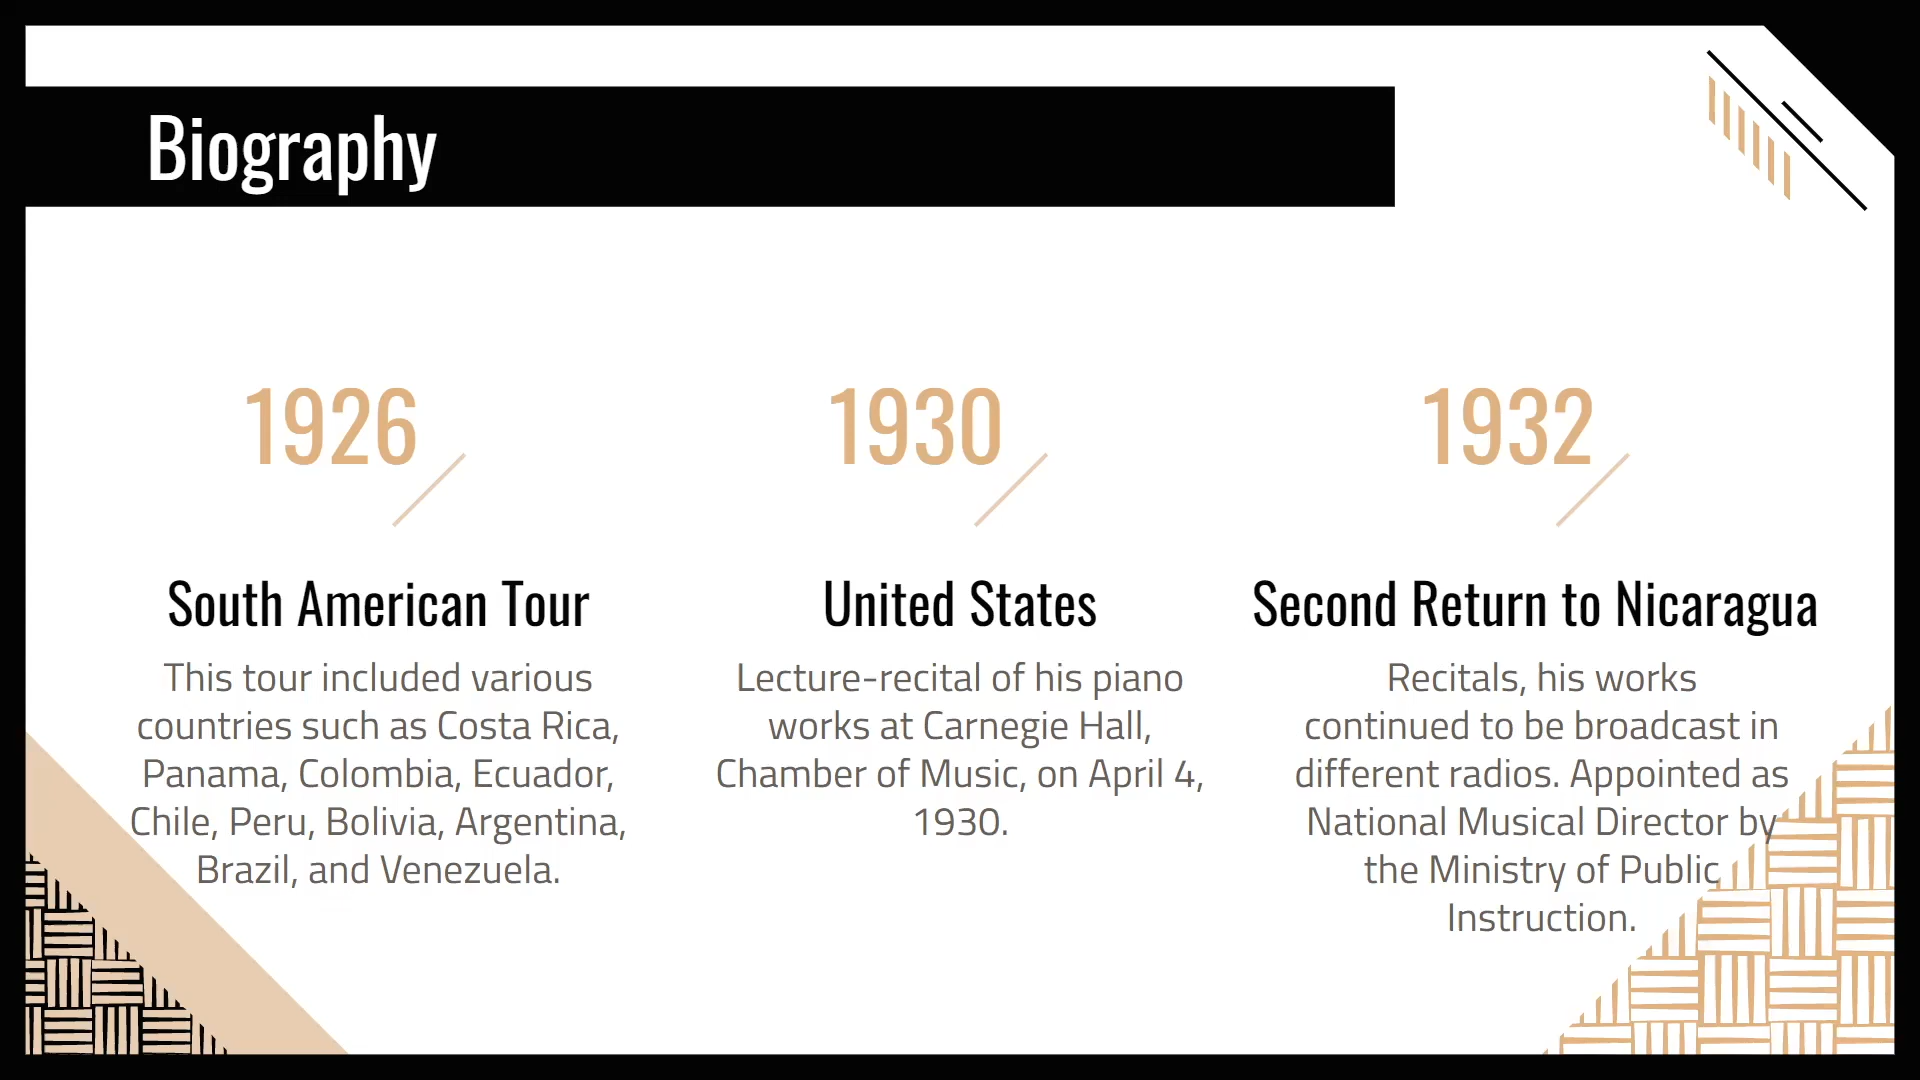 Biography
1926
South American Tour
This tour included various
countries such as Costa Rica,
Panama, Colombia, Ecuador,
Chile, Peru, Bolivia, Argentina,
Brazil, and Venezuela.
1930
United States
Lecture-recital of his piano
works at Carnegie Hall,
Chamber of Music, on April 4,
1930.
1932
Second Return to Nicaragua
Recitals, his works
continued to be broadcast in
different radios. Appointed as
National Musical Director by
the Ministry of Public
Instruction.